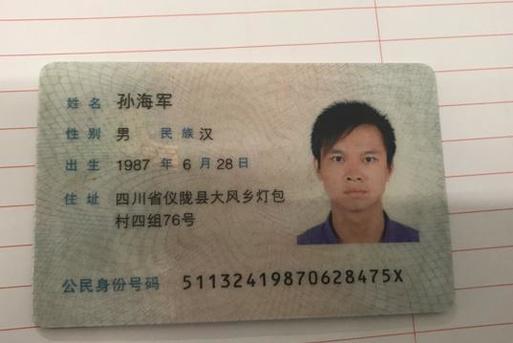 姓名 孙海军
性别 男 民族 汉
出生 1987 年 6 月 28 日
住址 四川省仪陇县大风乡灯包
村四组76号
公民身份号码 51132419870628475X